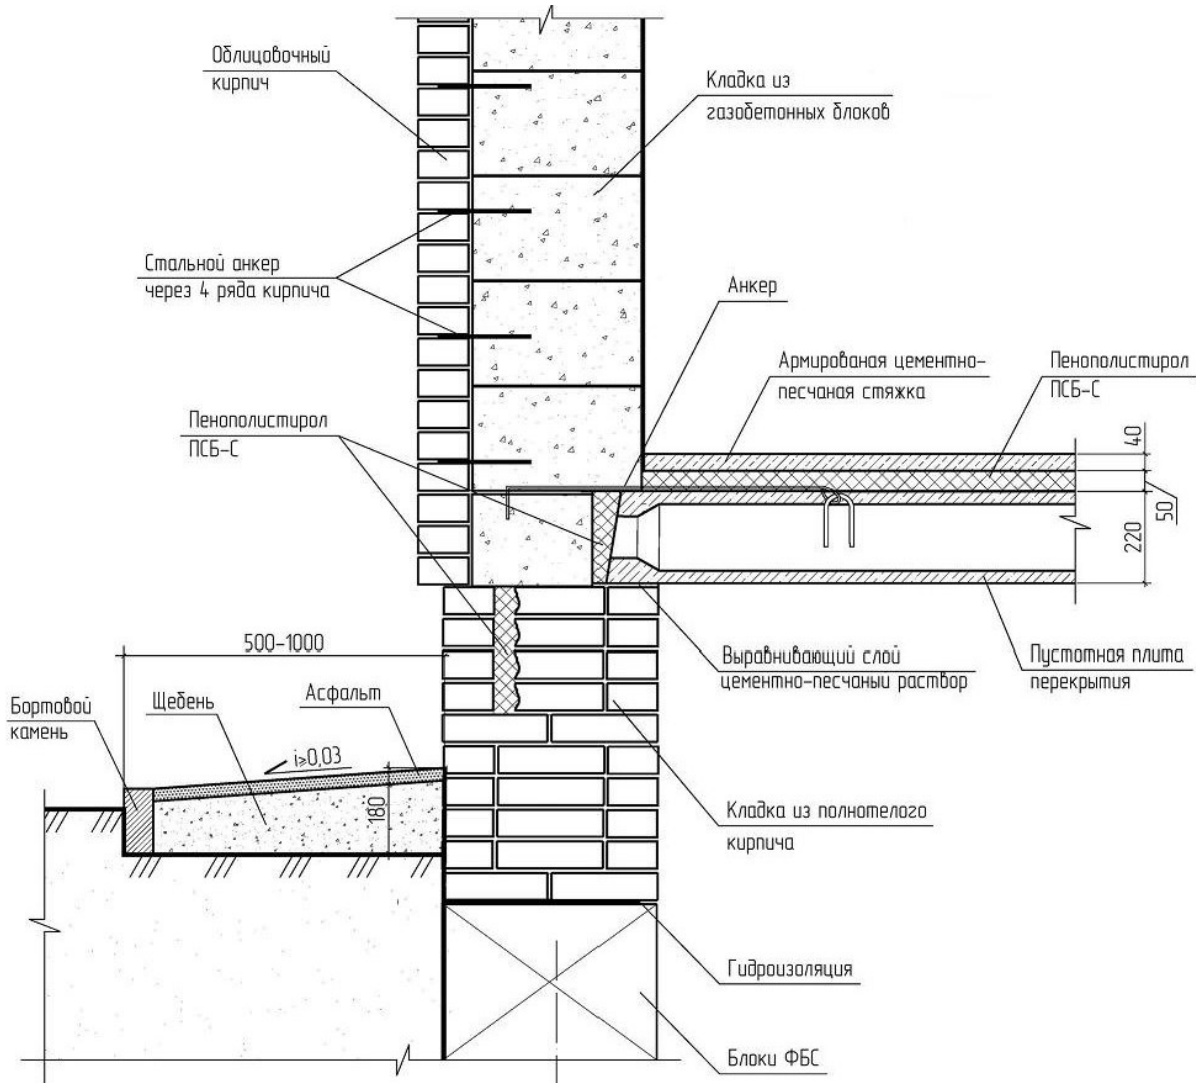 Облицовочный
кирпич
Кладка из
газобетонных блоков
Стальной анкер
через 4 ряда кирпича
Анкер
Армированая цементно-
песчаная стяжка
Пенополистирол
ПСБ-С
Пенополистирол
ПСБ-С
40
50
220
500-1000
Выравнивающий слой
цементно-песчаный раствор
Пустотная плита
перекрытия
Бортовой
камень
Щебень
Асфальт
i≥0,03
180
Кладка из полнотелого
кирпича
Гидроизоляция
Блоки ФБС